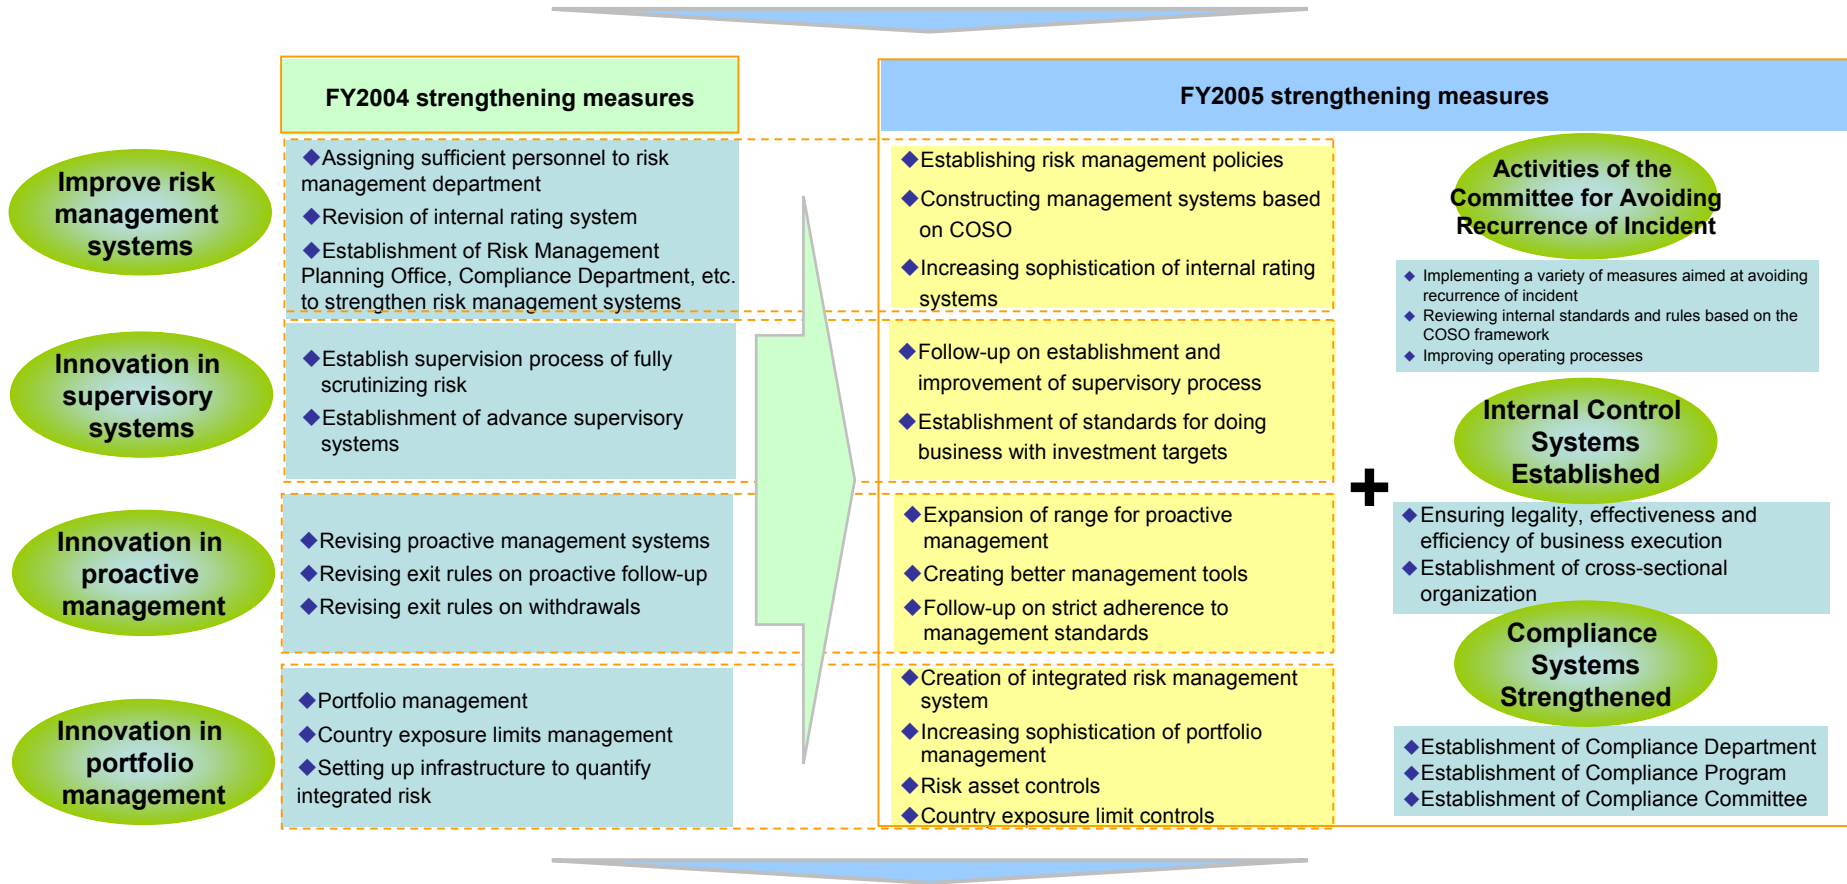 FY2004 strengthening measures
FY2005 strengthening measures
Improve risk
management
systems
◆Assigning sufficient personnel to risk
management department
◆Revision of internal rating system
◆Establishment of Risk Management
Planning Office, Compliance Department, etc.
to strengthen risk management systems
◆Establishing risk management policies
◆Constructing management systems based
on COSO
◆Increasing sophistication of internal rating
systems
Innovation in
supervisory
systems
◆Establish supervision process of fully
scrutinizing risk
◆Establishment of advance supervisory
systems
◆Follow-up on establishment and
improvement of supervisory process
◆Establishment of standards for doing
business with investment targets
Innovation in
proactive
management
◆Revising proactive management systems
◆Revising exit rules on proactive follow-up
◆Revising exit rules on withdrawals
◆Expansion of range for proactive
management
◆Creating better management tools
◆Follow-up on strict adherence to
management standards
Innovation in
portfolio
management
◆Portfolio management
◆Country exposure limits management
◆Setting up infrastructure to quantify
integrated risk
◆Creation of integrated risk management
system
◆Increasing sophistication of portfolio
management
◆Risk asset controls
◆Country exposure limit controls
+
Activities of the
Committee for Avoiding
Recurrence of Incident
◆ Implementing a variety of measures aimed at avoiding
recurrence of incident
◆ Reviewing internal standards and rules based on the
COSO framework
◆ Improving operating processes
Internal Control
Systems
Established
◆Ensuring legality, effectiveness and
efficiency of business execution
◆Establishment of cross-sectional
organization
Compliance
Systems
Strengthened
◆Establishment of Compliance Department
◆Establishment of Compliance Program
◆Establishment of Compliance Committee